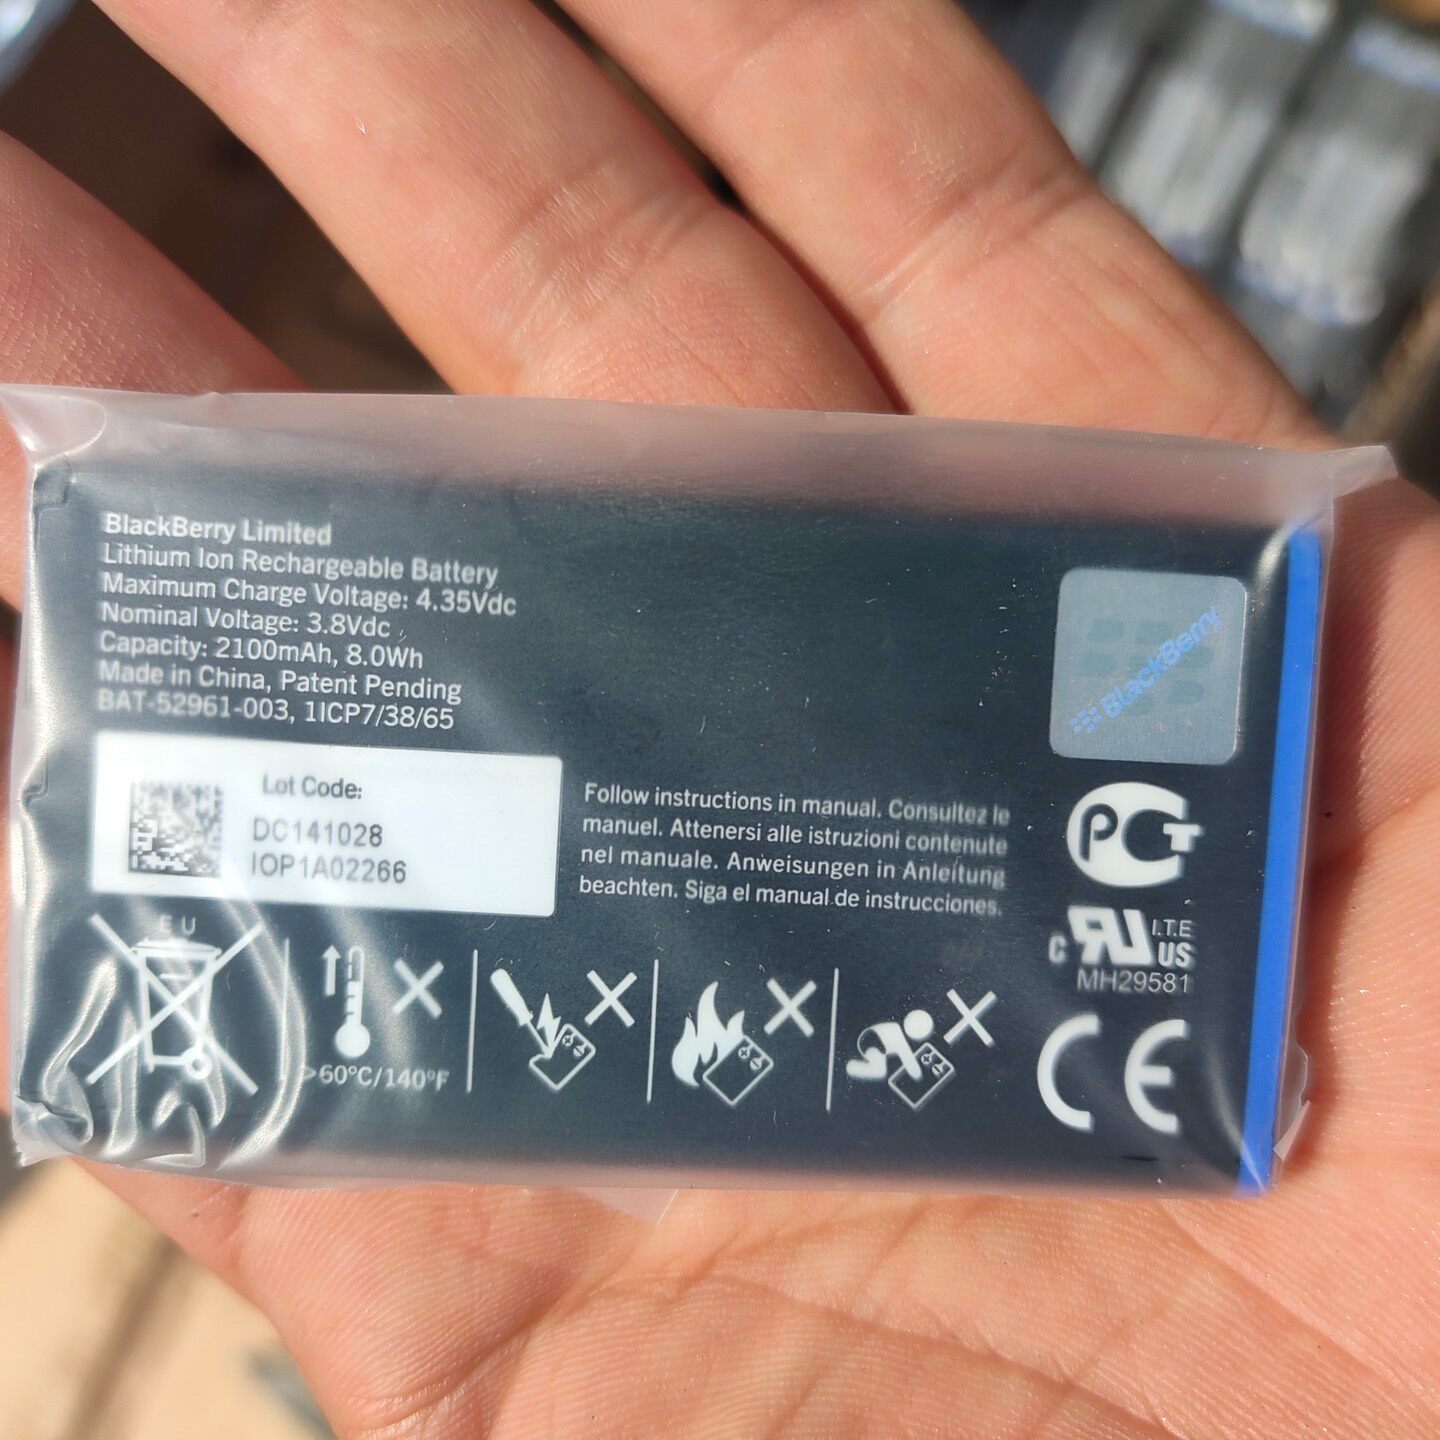 BlackBerry Limited
Lithium Ion Rechargeable Battery
Maximum Charge Voltage: 4.35Vdc
Nominal Voltage: 3.8Vdc
Capacity: 2100mAh, 8.0Wh
Made in China, Patent Pending
BAT-52961-003, 1ICP7/38/65
BlackBerry
Lot Code:
DC141028
IOP1A02266
Follow instructions in manual. Consultez le
manuel. Attenersi alle istruzioni contenute
nel manuale. Anweisungen in Anleitung
beachten. Siga el manual de instrucciones.
PCT
c RU US
I.T.E
MH29581
EU
>60°C/140°F
CE